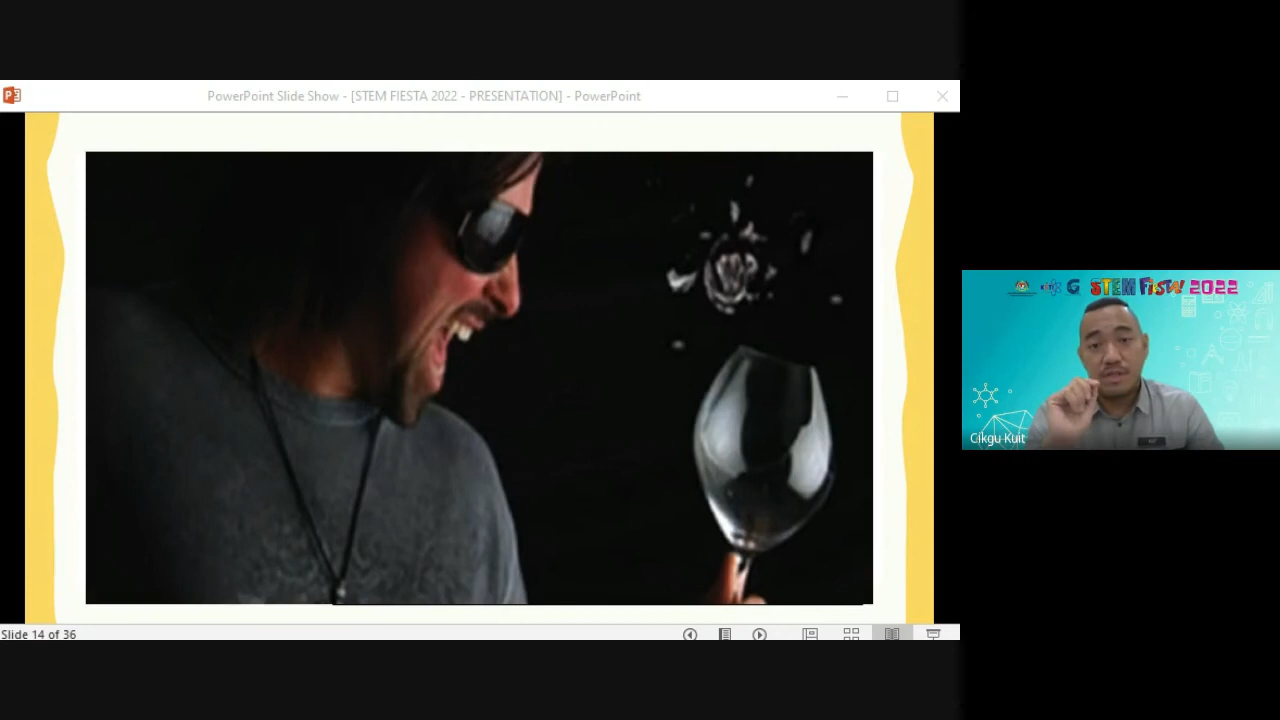 PowerPoint Slide Show - [STEM FIESTA 2022 - PRESENTATION] - PowerPoint
STEM FiESTA! 2022
Cikgu Kuit
Slide 14 of 36